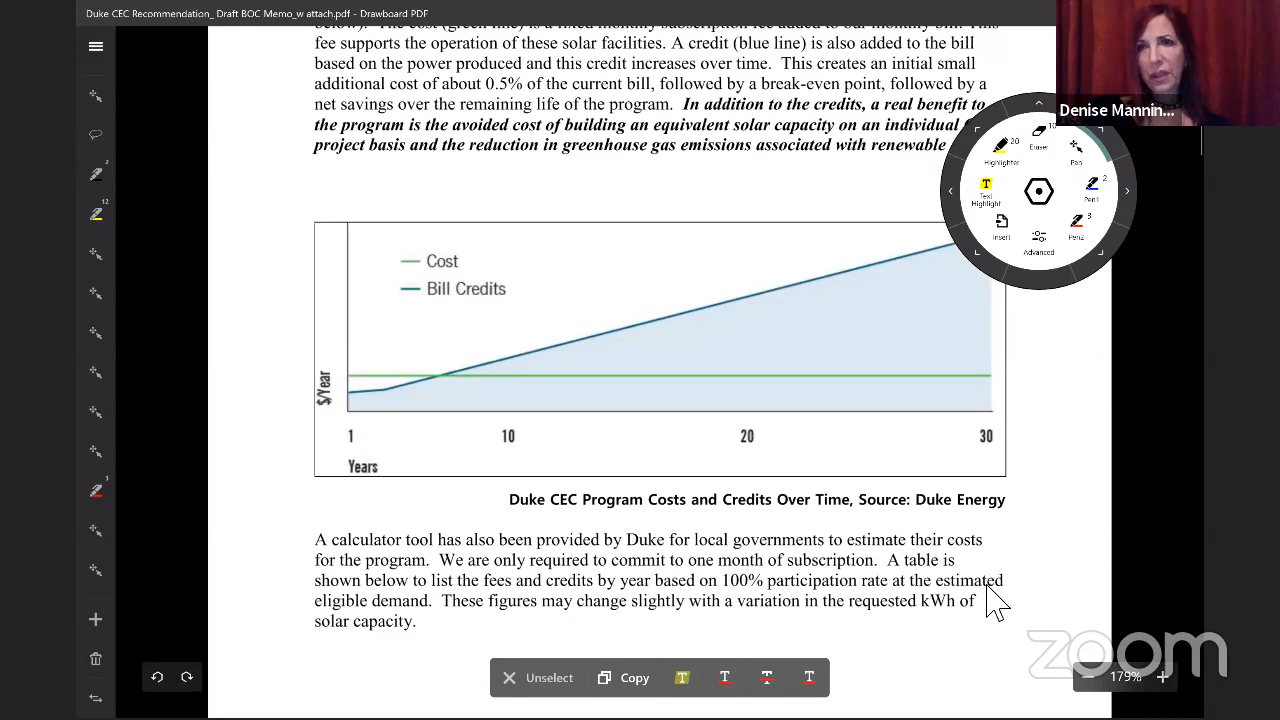 Duke CEC Recommendation_ Draft BOC Memo_w attach.pdf - Drawboard PDF
fee supports the operation of these solar facilities. A credit (blue line) is also added to the bill
based on the power produced and this credit increases over time. This creates an initial small
additional cost of about 0.5% of the current bill, followed by a break-even point, followed by a
net savings over the remaining life of the program. In addition to the credits, a real benefit to
the program is the avoided cost of building an equivalent solar capacity on an individual
project basis and the reduction in greenhouse gas emissions associated with renewable
Denise Mannin...
20
Highlighter
10
Eraser
Pan
Text
Highlight
2
Pen1
Insert
3
Pen2
Advanced
2
12
3
Cost
Bill Credits
$/Year
1
10
20
30
Years
Duke CEC Program Costs and Credits Over Time, Source: Duke Energy
A calculator tool has also been provided by Duke for local governments to estimate their costs
for the program. We are only required to commit to one month of subscription. A table is
shown below to list the fees and credits by year based on 100% participation rate at the estimated
eligible demand. These figures may change slightly with a variation in the requested kWh of
solar capacity.
Unselect
Copy
T
T
T
T
zoom
179%